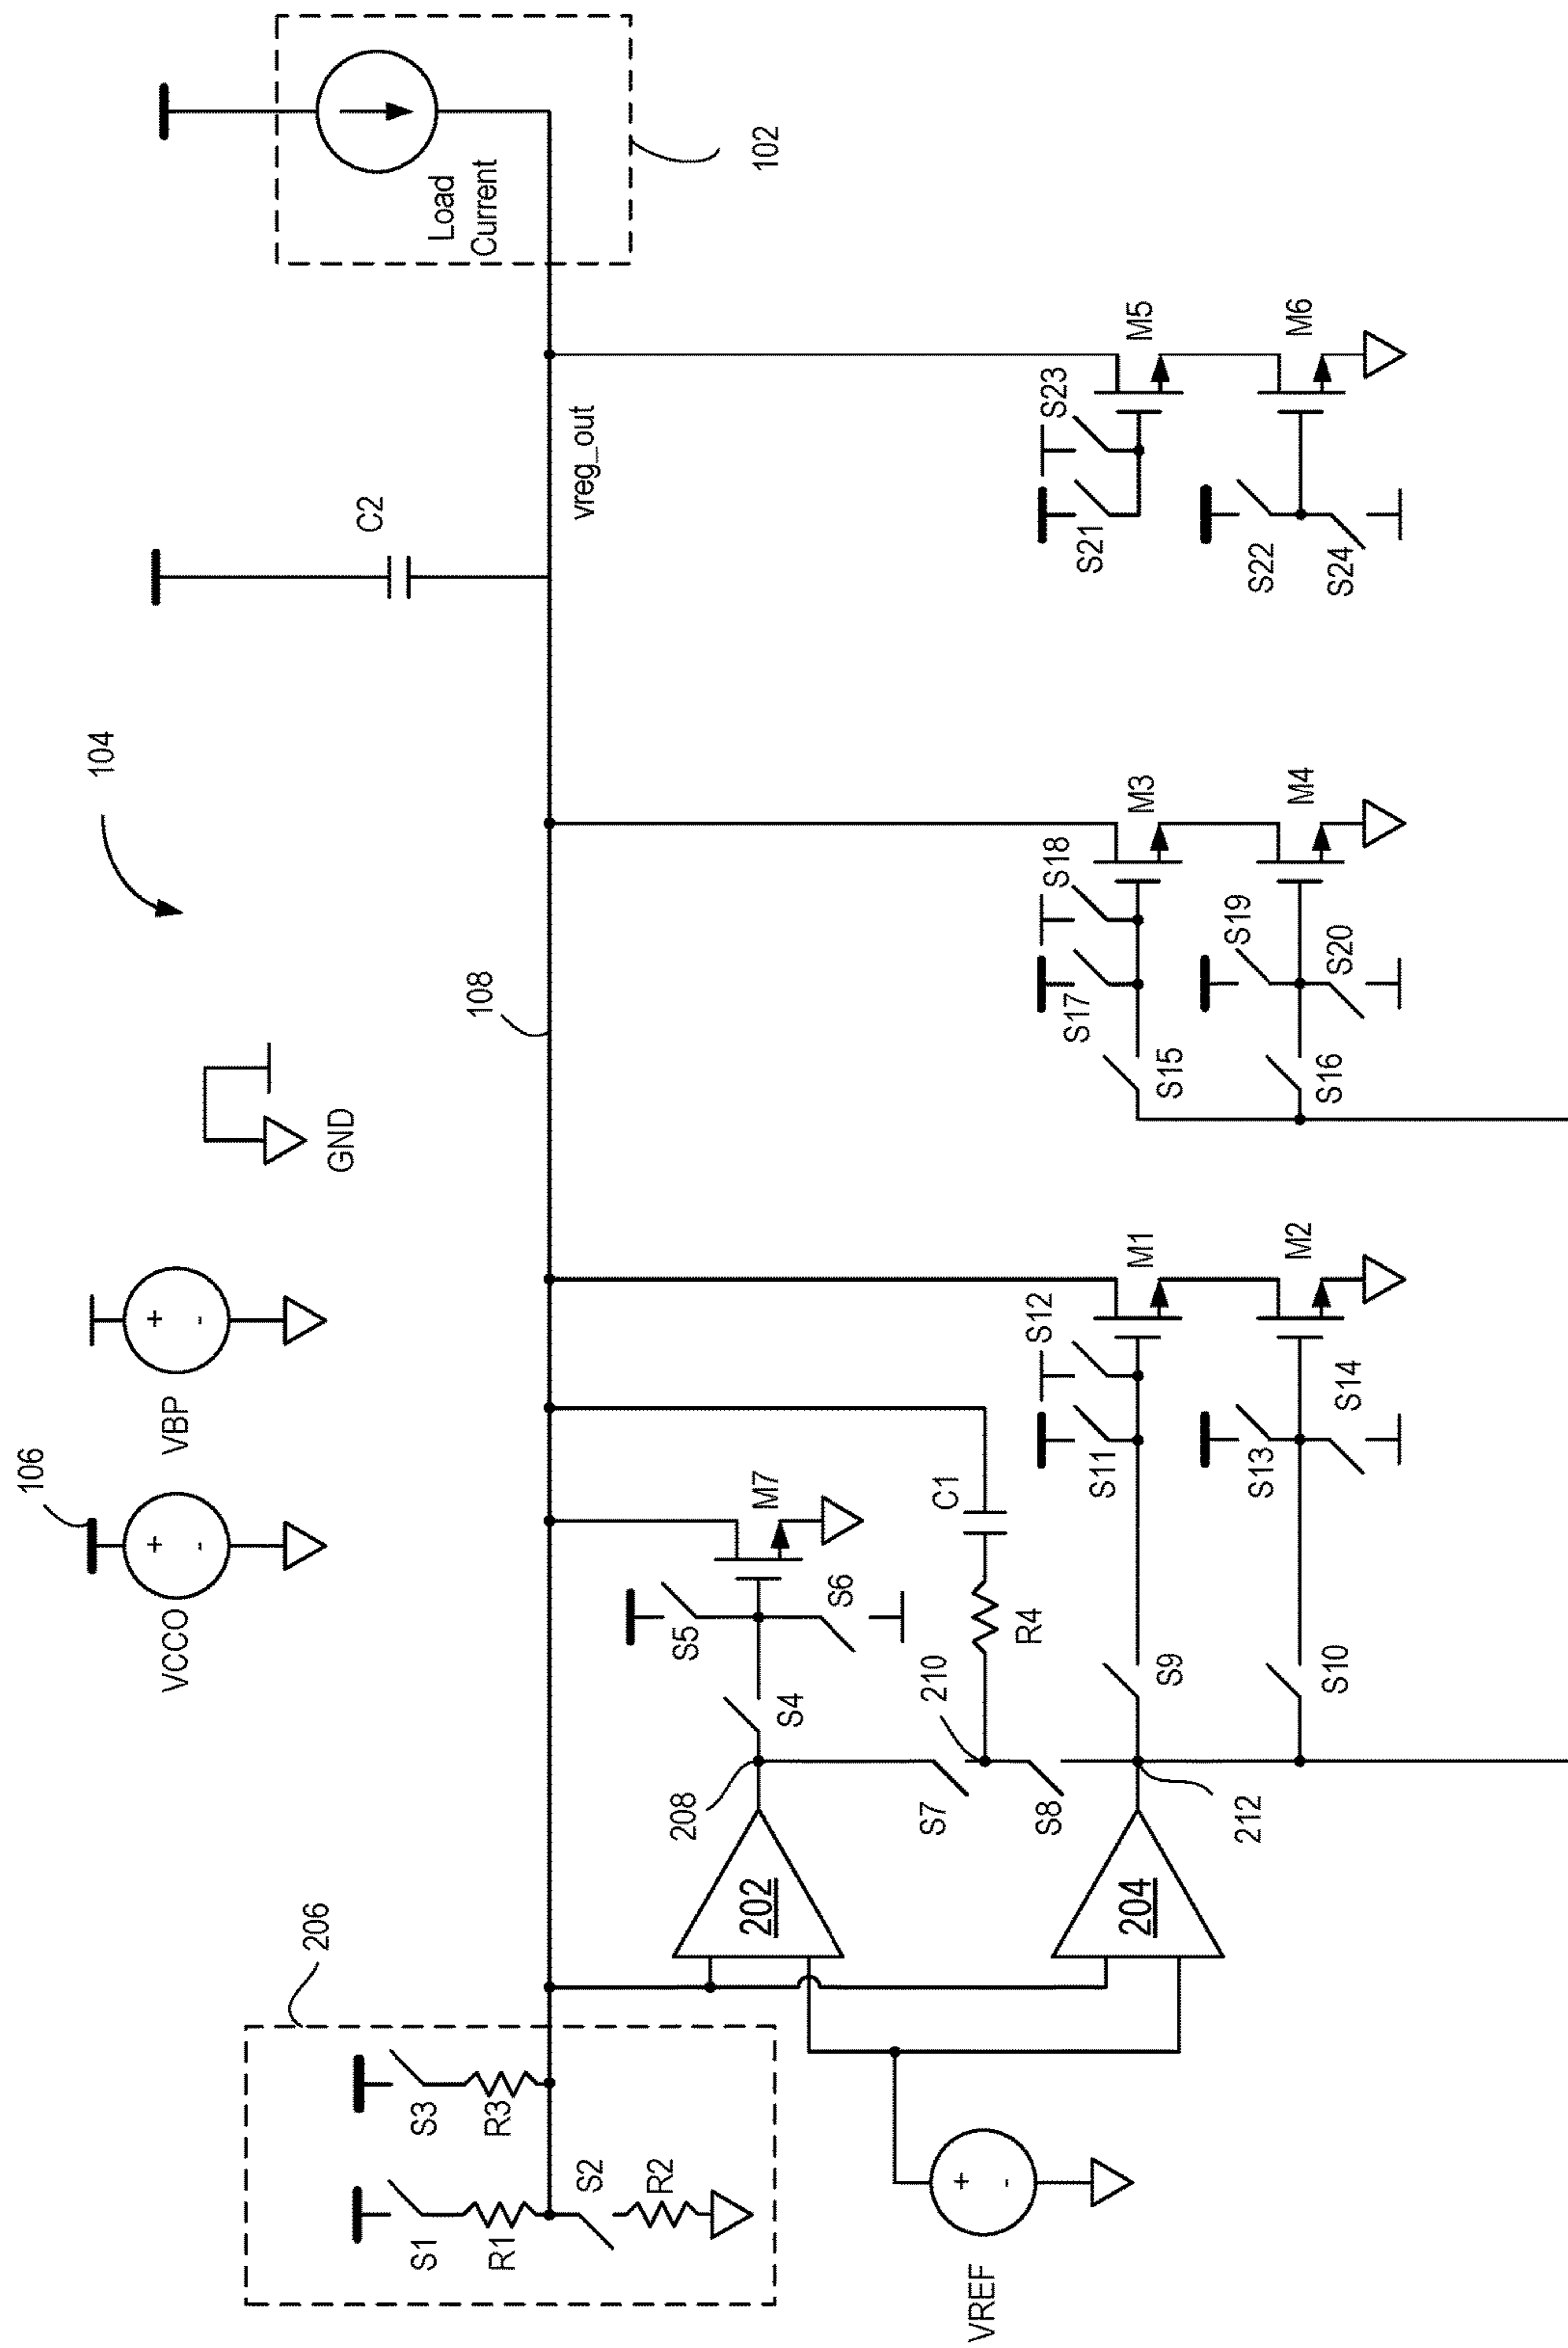 104
106
VCCO
+
-
VBP
+
-
GND
C2
Load
Current
102
206
S1
R1
S3
R3
S2
R2
108
vreg_out
VREF
+
-
202
208
S4
S5
S6
M7
S7
210
S8
R4
C1
204
212
S9
S10
S11
S12
M1
S13
S14
M2
S15
S16
S17
S18
M3
S19
S20
M4
S21
S23
M5
S22
S24
M6